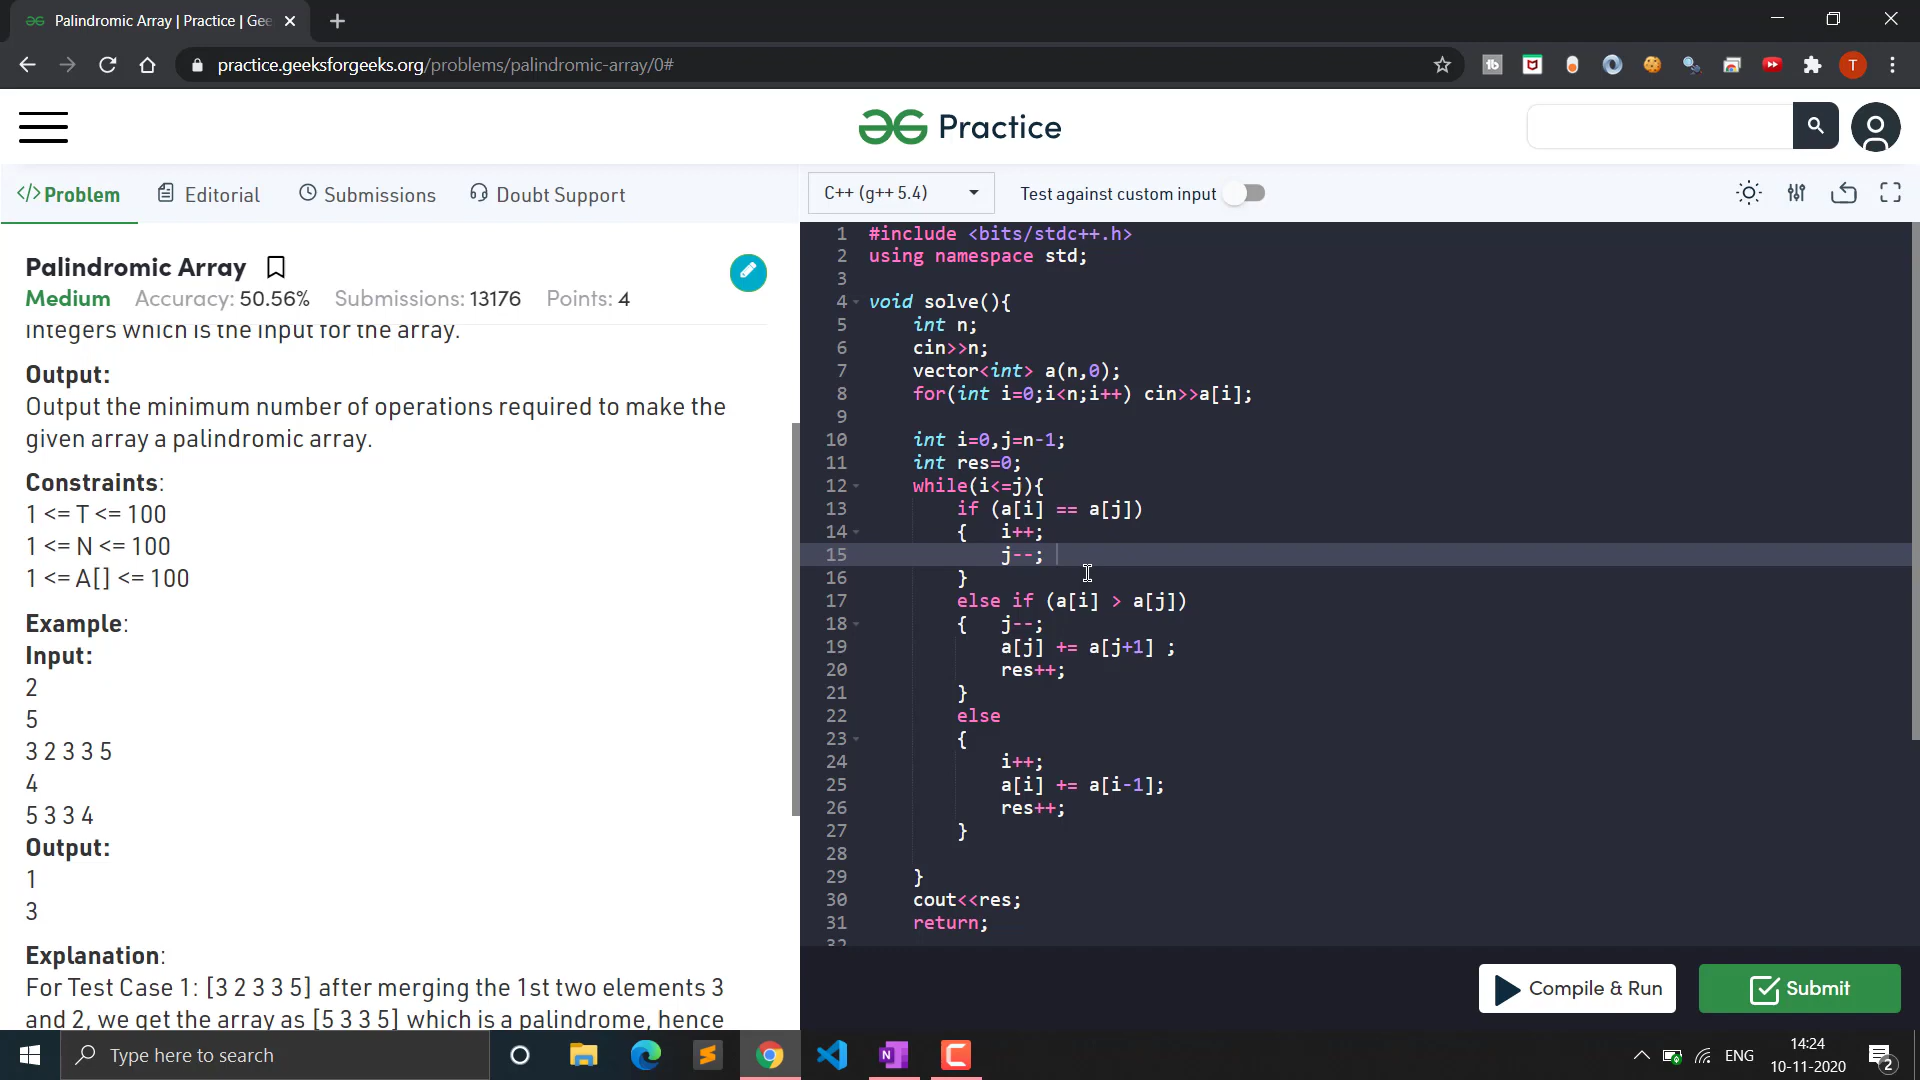 Palindromic Array | Practice | Gee
practice.geeksforgeeks.org/problems/palindromic-array/0#
T
Practice
Problem
Editorial
Submissions
Doubt Support
C++ (g++ 5.4)
Test against custom input
Palindromic Array
Medium Accuracy: 50.56% Submissions: 13176 Points: 4
integers which is the input for the array.
Output:
Output the minimum number of operations required to make the
given array a palindromic array.
Constraints:
1 <= T <= 100
1 <= N <= 100
1 <= A[] <= 100
Example:
Input:
2
5
3 2 3 3 5
4
5 3 3 4
Output:
1
3
Explanation:
For Test Case 1: [3 2 3 3 5] after merging the 1st two elements 3
and 2, we get the array as [5 3 3 5] which is a palindrome, hence
1 #include <bits/stdc++.h>
2 using namespace std;
3
4 void solve(){
5 int n;
6 cin>>n;
7 vector<int> a(n,0);
8 for(int i=0;i<n;i++) cin>>a[i];
9
10 int i=0,j=n-1;
11 int res=0;
12 while(i<=j){
13 if (a[i] == a[j])
14 { i++;
15 j--;
16 }
17 else if (a[i] > a[j])
18 { j--;
19 a[j] += a[j+1] ;
20 res++;
21 }
22 else
23 {
24 i++;
25 a[i] += a[i-1];
26 res++;
27 }
28
29 }
30 cout<<res;
31 return;
32
Compile & Run
Submit
Type here to search
ENG
14:24
10-11-2020
2